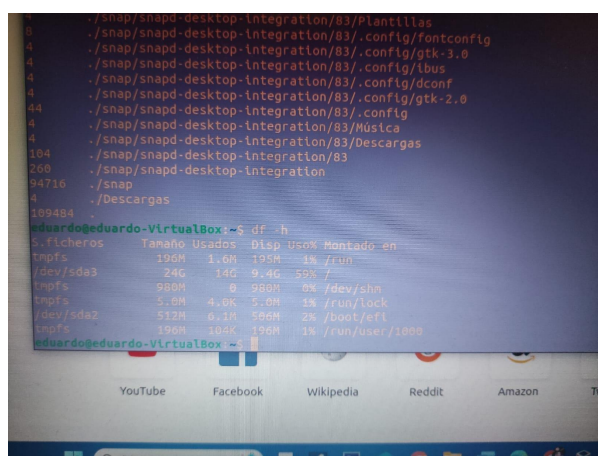 ./snap/snapd-desktop-integration/83/Plantillas
8 ./snap/snapd-desktop-integration/83/.config/fontconfig
4 ./snap/snapd-desktop-integration/83/.config/gtk-3.0
4 ./snap/snapd-desktop-integration/83/.config/ibus
4 ./snap/snapd-desktop-integration/83/.config/dconf
4 ./snap/snapd-desktop-integration/83/.config/gtk-2.0
44 ./snap/snapd-desktop-integration/83/.config
4 ./snap/snapd-desktop-integration/83/Música
4 ./snap/snapd-desktop-integration/83/Descargas
184 ./snap/snapd-desktop-integration/83
260 ./snap/snapd-desktop-integration
94716 ./snap
4 ./Descargas
109484 .
eduardo@eduardo-VirtualBox:~$ df -h
S.ficheros Tamaño Usados Disp Uso% Montado en
tmpfs 196M 1.6M 195M 1% /run
/dev/sda3 24G 14G 9.4G 59% /
tmpfs 980M 0 980M 0% /dev/shm
tmpfs 5.0M 4.0K 5.0M 1% /run/lock
/dev/sda2 512M 6.1M 506M 2% /boot/efi
tmpfs 196M 104K 196M 1% /run/user/1000
eduardo@eduardo-VirtualBox:~$
YouTube Facebook Wikipedia Reddit Amazon